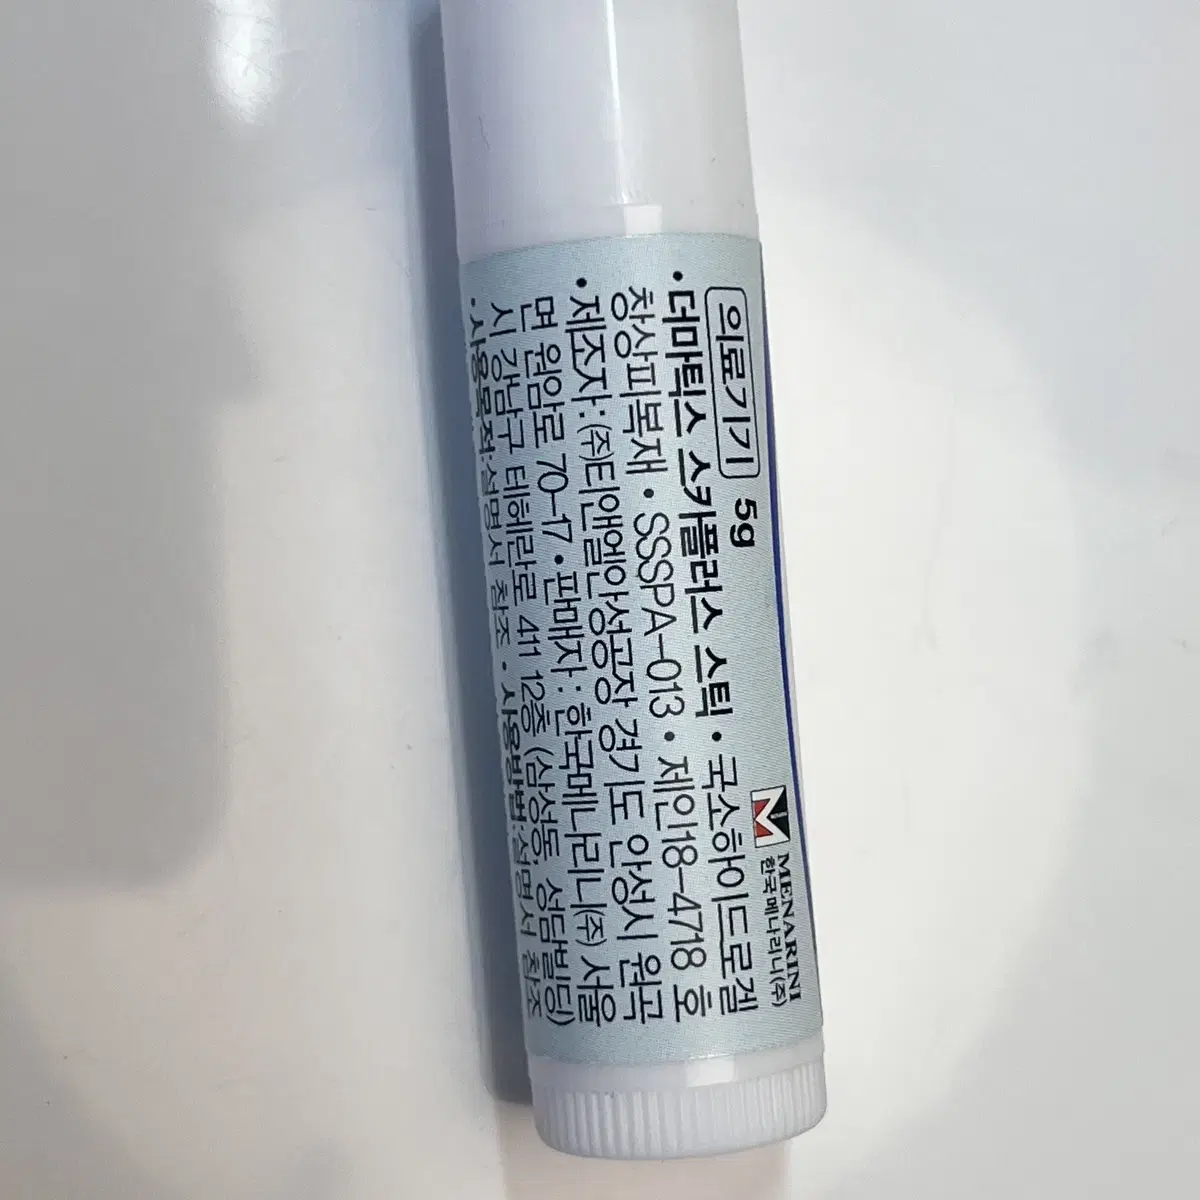 의료기기 5g
MENARINI
한국메나리니(주)
• 더마틱스 스카플러스 스틱 • 국소하이드로겔
창상피복재 • SSSPA-013 • 제인18-4718 호
• 제조자 : (주)티앤엘안성공장 경기도 안성시 원곡
면 원암로 70-17 • 판매자 : 한국메나리니(주) 서울
시 강남구 테헤란로 411 12층 (삼성동, 성담빌딩)
• 사용목적:설명서 참조 • 사용방법:설명서 참조